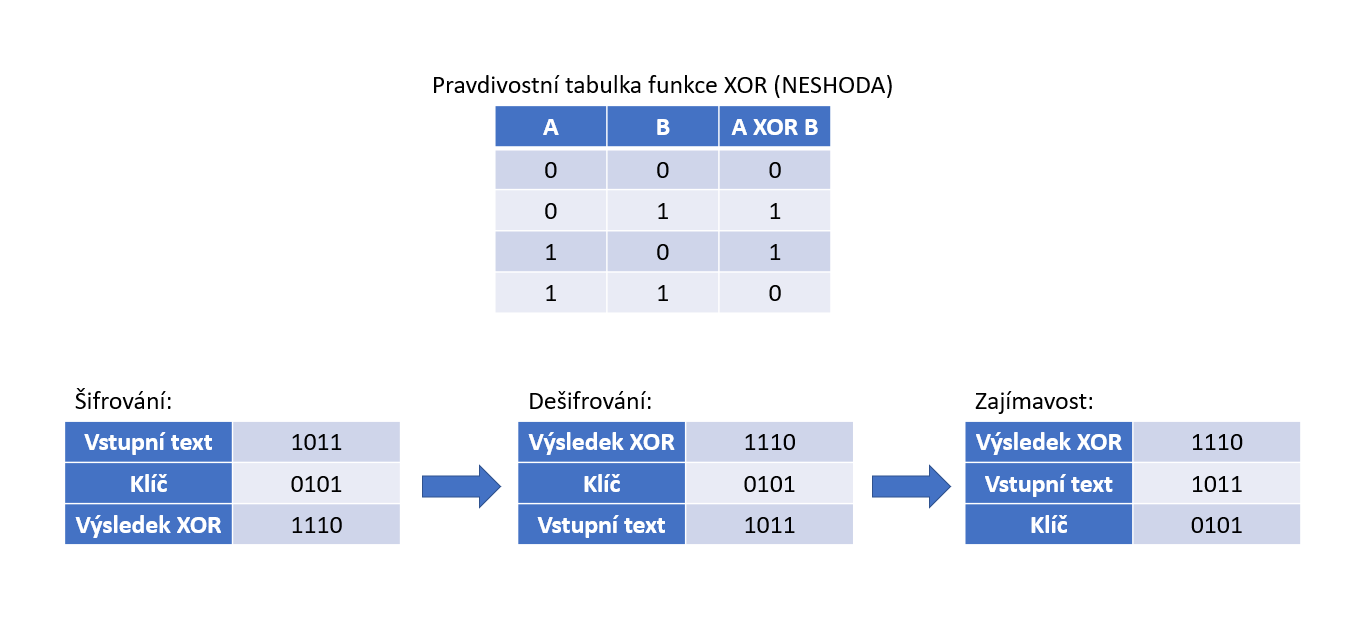 Pravdivostní tabulka funkce XOR (NESHODA)
A B A XOR B
0 0 0
0 1 1
1 0 1
1 1 0
Šifrování:
Vstupní text 1011
Klíč 0101
Výsledek XOR 1110
Dešifrování:
Výsledek XOR 1110
Klíč 0101
Vstupní text 1011
Zajímavost:
Výsledek XOR 1110
Vstupní text 1011
Klíč 0101